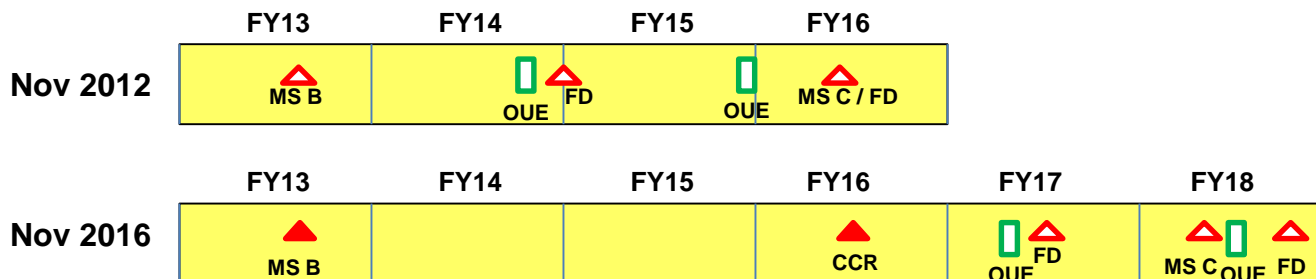 FY13 FY14 FY15 FY16
Nov 2012
MS B OUE FD OUE MS C / FD
FY13 FY14 FY15 FY16 FY17 FY18
Nov 2016
MS B CCR OUE FD MS C OUE FD